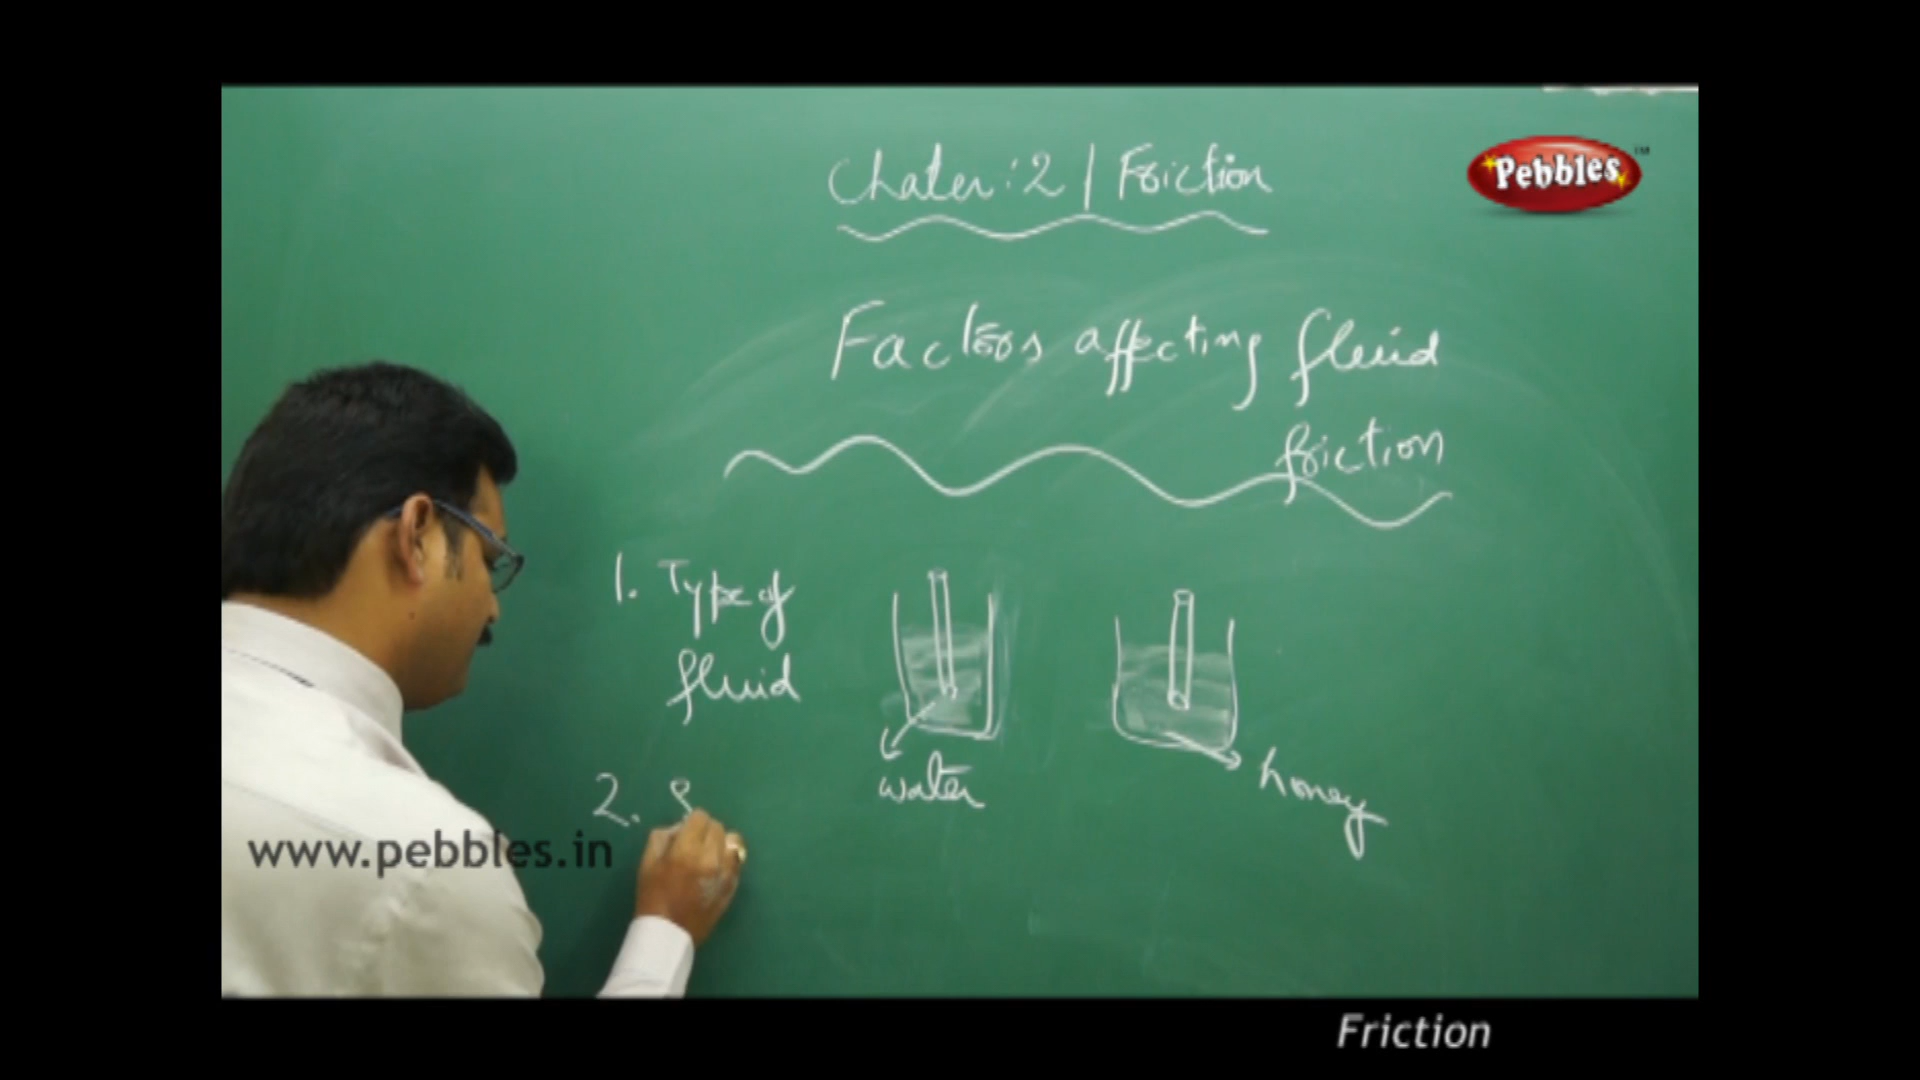 Chater:2 | Friction
Pebbles
TM
Factors affecting fluid
friction
1. Type of
fluid
water
honey
2. S
www.pebbles.in
Friction